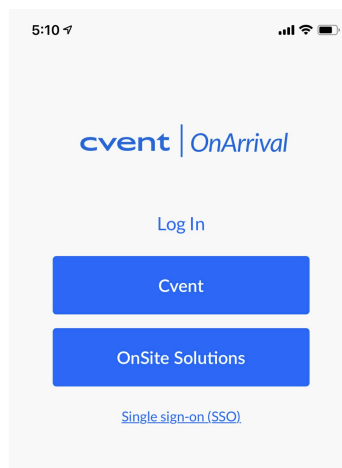 5:10
cvent | OnArrival
Log In
Cvent
OnSite Solutions
Single sign-on (SSO)